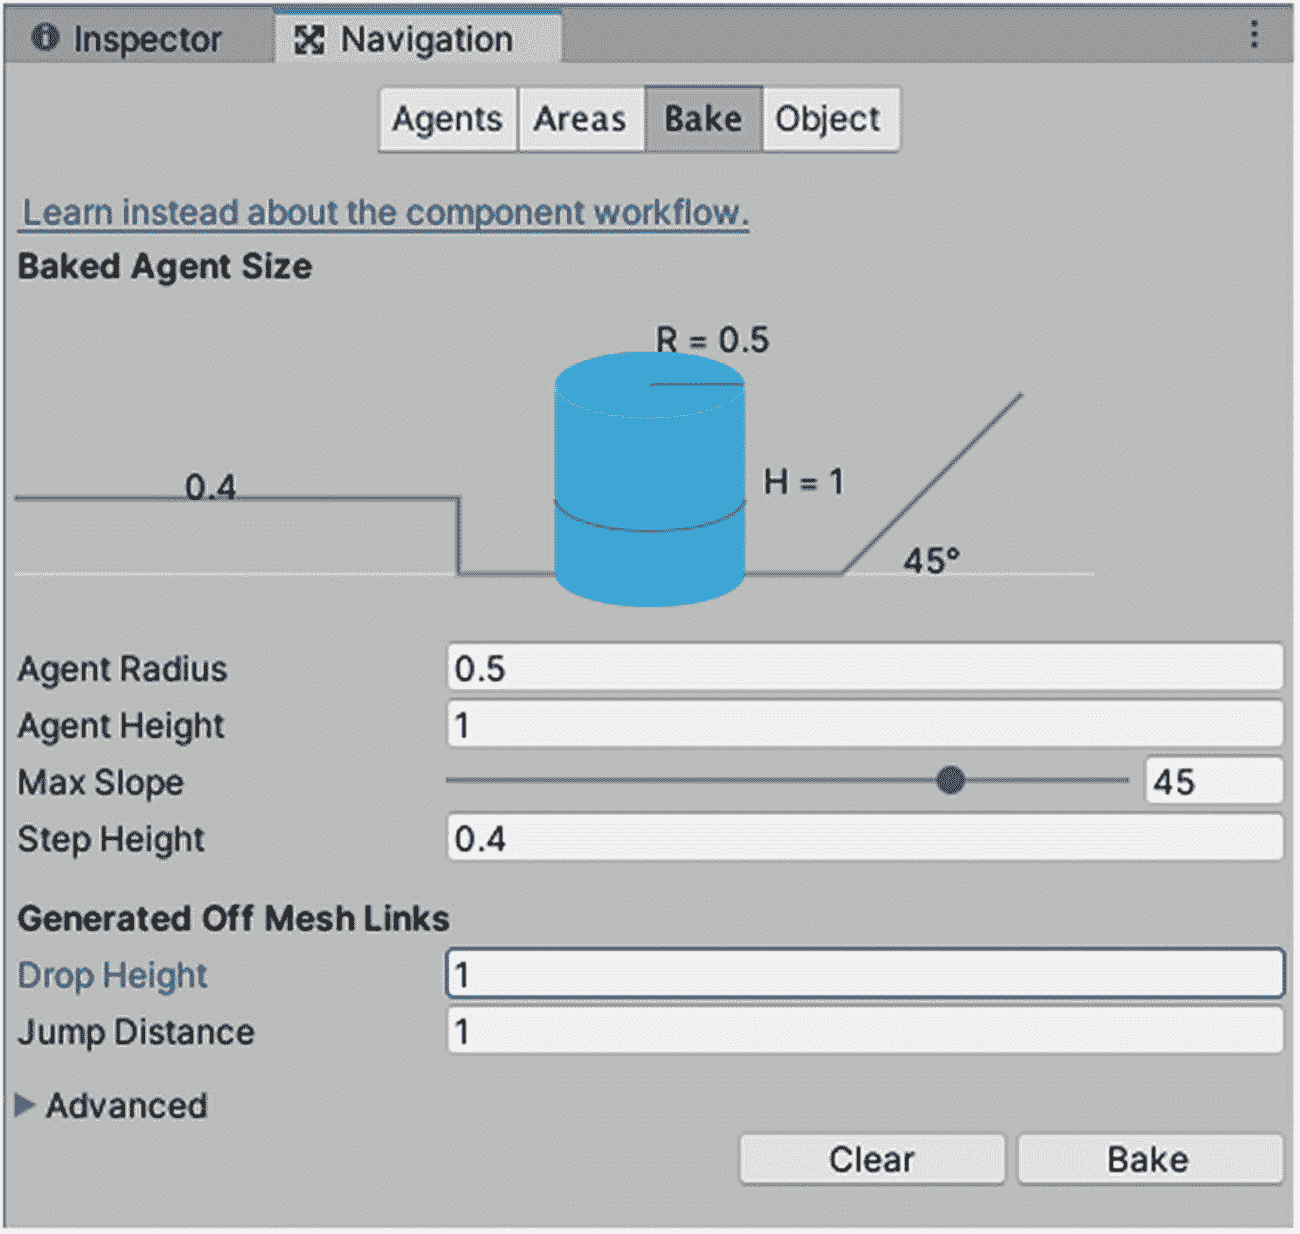 Inspector Navigation
Agents Areas Bake Object
Learn instead about the component workflow.
Baked Agent Size
R = 0.5
0.4
H = 1
45°
Agent Radius 0.5
Agent Height 1
Max Slope 45
Step Height 0.4
Generated Off Mesh Links
Drop Height 1
Jump Distance 1
Advanced
Clear Bake